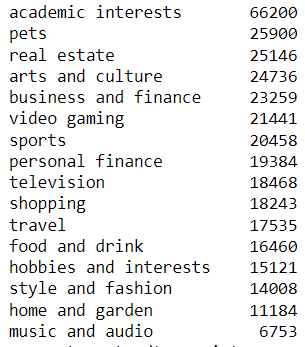 academic interests 66200
pets 25900
real estate 25146
arts and culture 24736
business and finance 23259
video gaming 21441
sports 20458
personal finance 19384
television 18468
shopping 18243
travel 17535
food and drink 16460
hobbies and interests 15121
style and fashion 14008
home and garden 11184
music and audio 6753